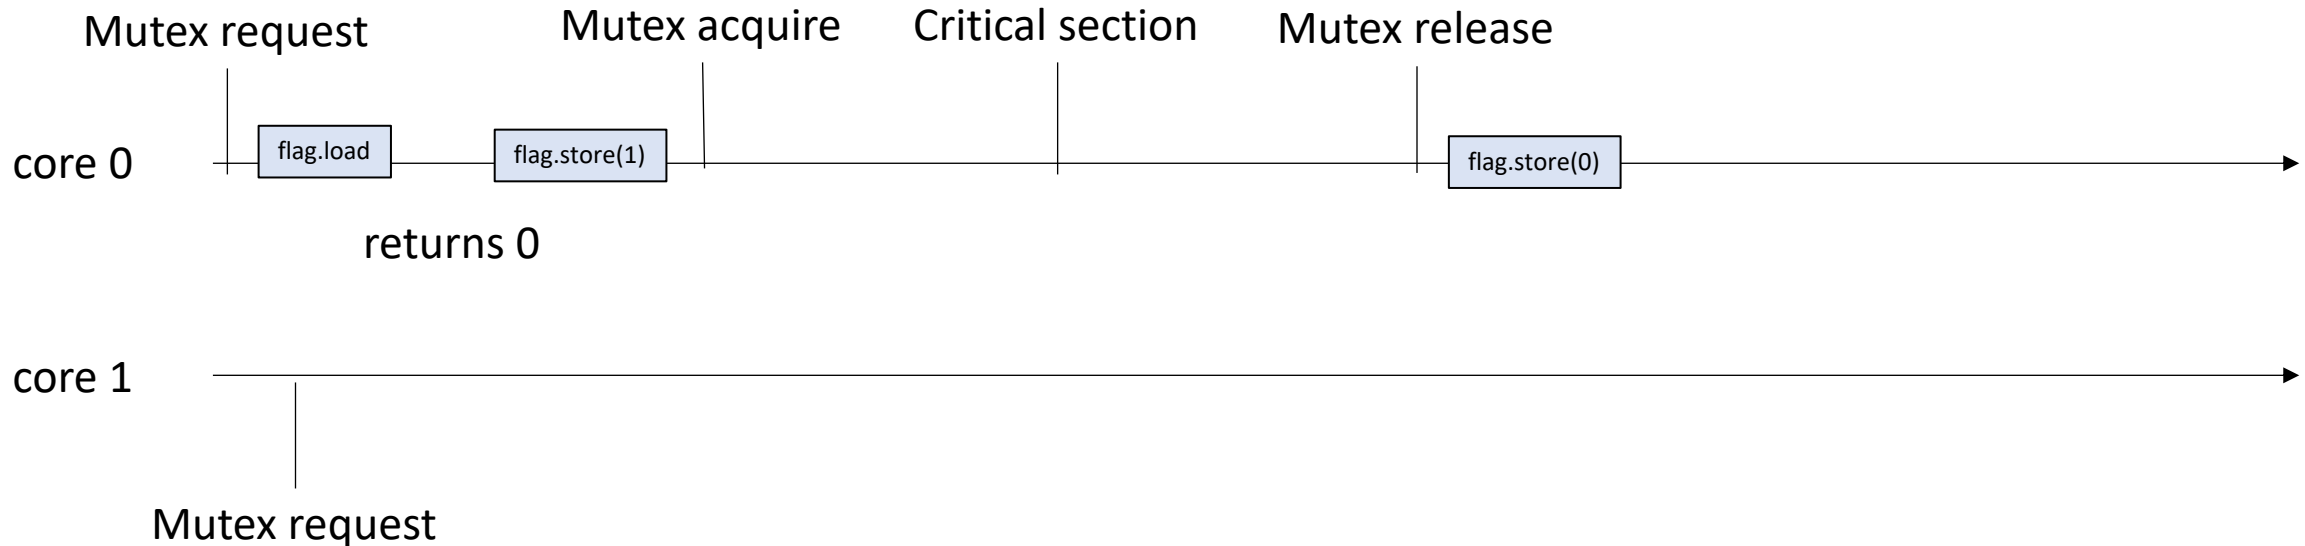 Mutex request
Mutex acquire
Critical section
Mutex release
core 0
flag.load
flag.store(1)
flag.store(0)
returns 0
core 1
Mutex request